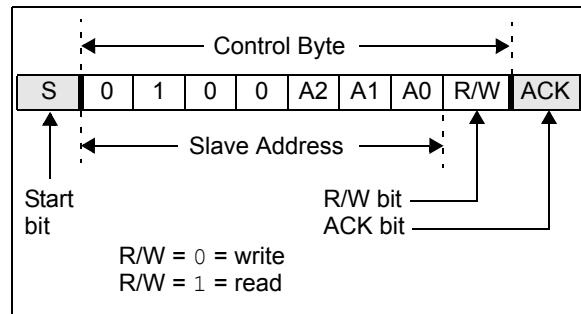 Control Byte
S 0 1 0 0 A2 A1 A0 R/W ACK
Slave Address
Start
bit
R/W bit
ACK bit
R/W = 0 = write
R/W = 1 = read